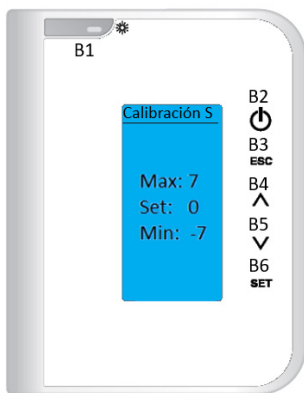 B1
Calibración S
Max: 7
Set: 0
Min: -7
B2
B3
ESC
B4
B5
B6
SET